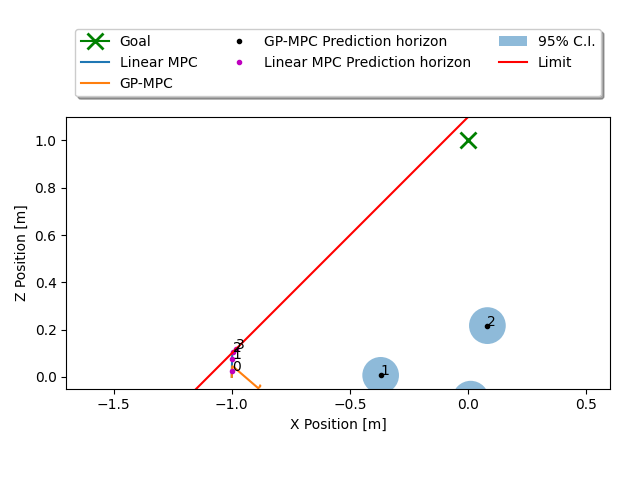 Goal
Linear MPC
GP-MPC
GP-MPC Prediction horizon
Linear MPC Prediction horizon
95% C.I.
Limit
1.0
0.8
0.6
0.4
0.2
0.0
Z Position [m]
2
3
2
1
0
1
−1.5
−1.0
−0.5
0.0
0.5
X Position [m]